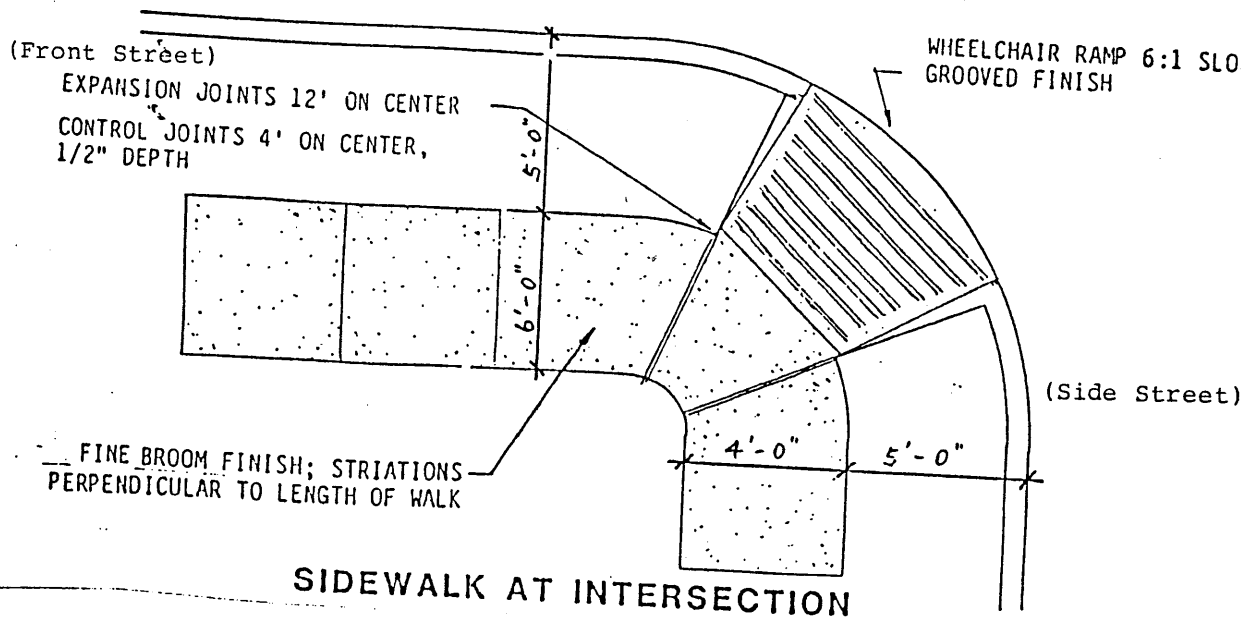 (Front Street)
EXPANSION JOINTS 12' ON CENTER
CONTROL JOINTS 4' ON CENTER,
1/2" DEPTH
WHEELCHAIR RAMP 6:1 SLO
GROOVED FINISH
5'-0"
6'-0"
(Side Street)
4'-0"
5'-0"
FINE BROOM FINISH; STRIATIONS
PERPENDICULAR TO LENGTH OF WALK
SIDEWALK AT INTERSECTION